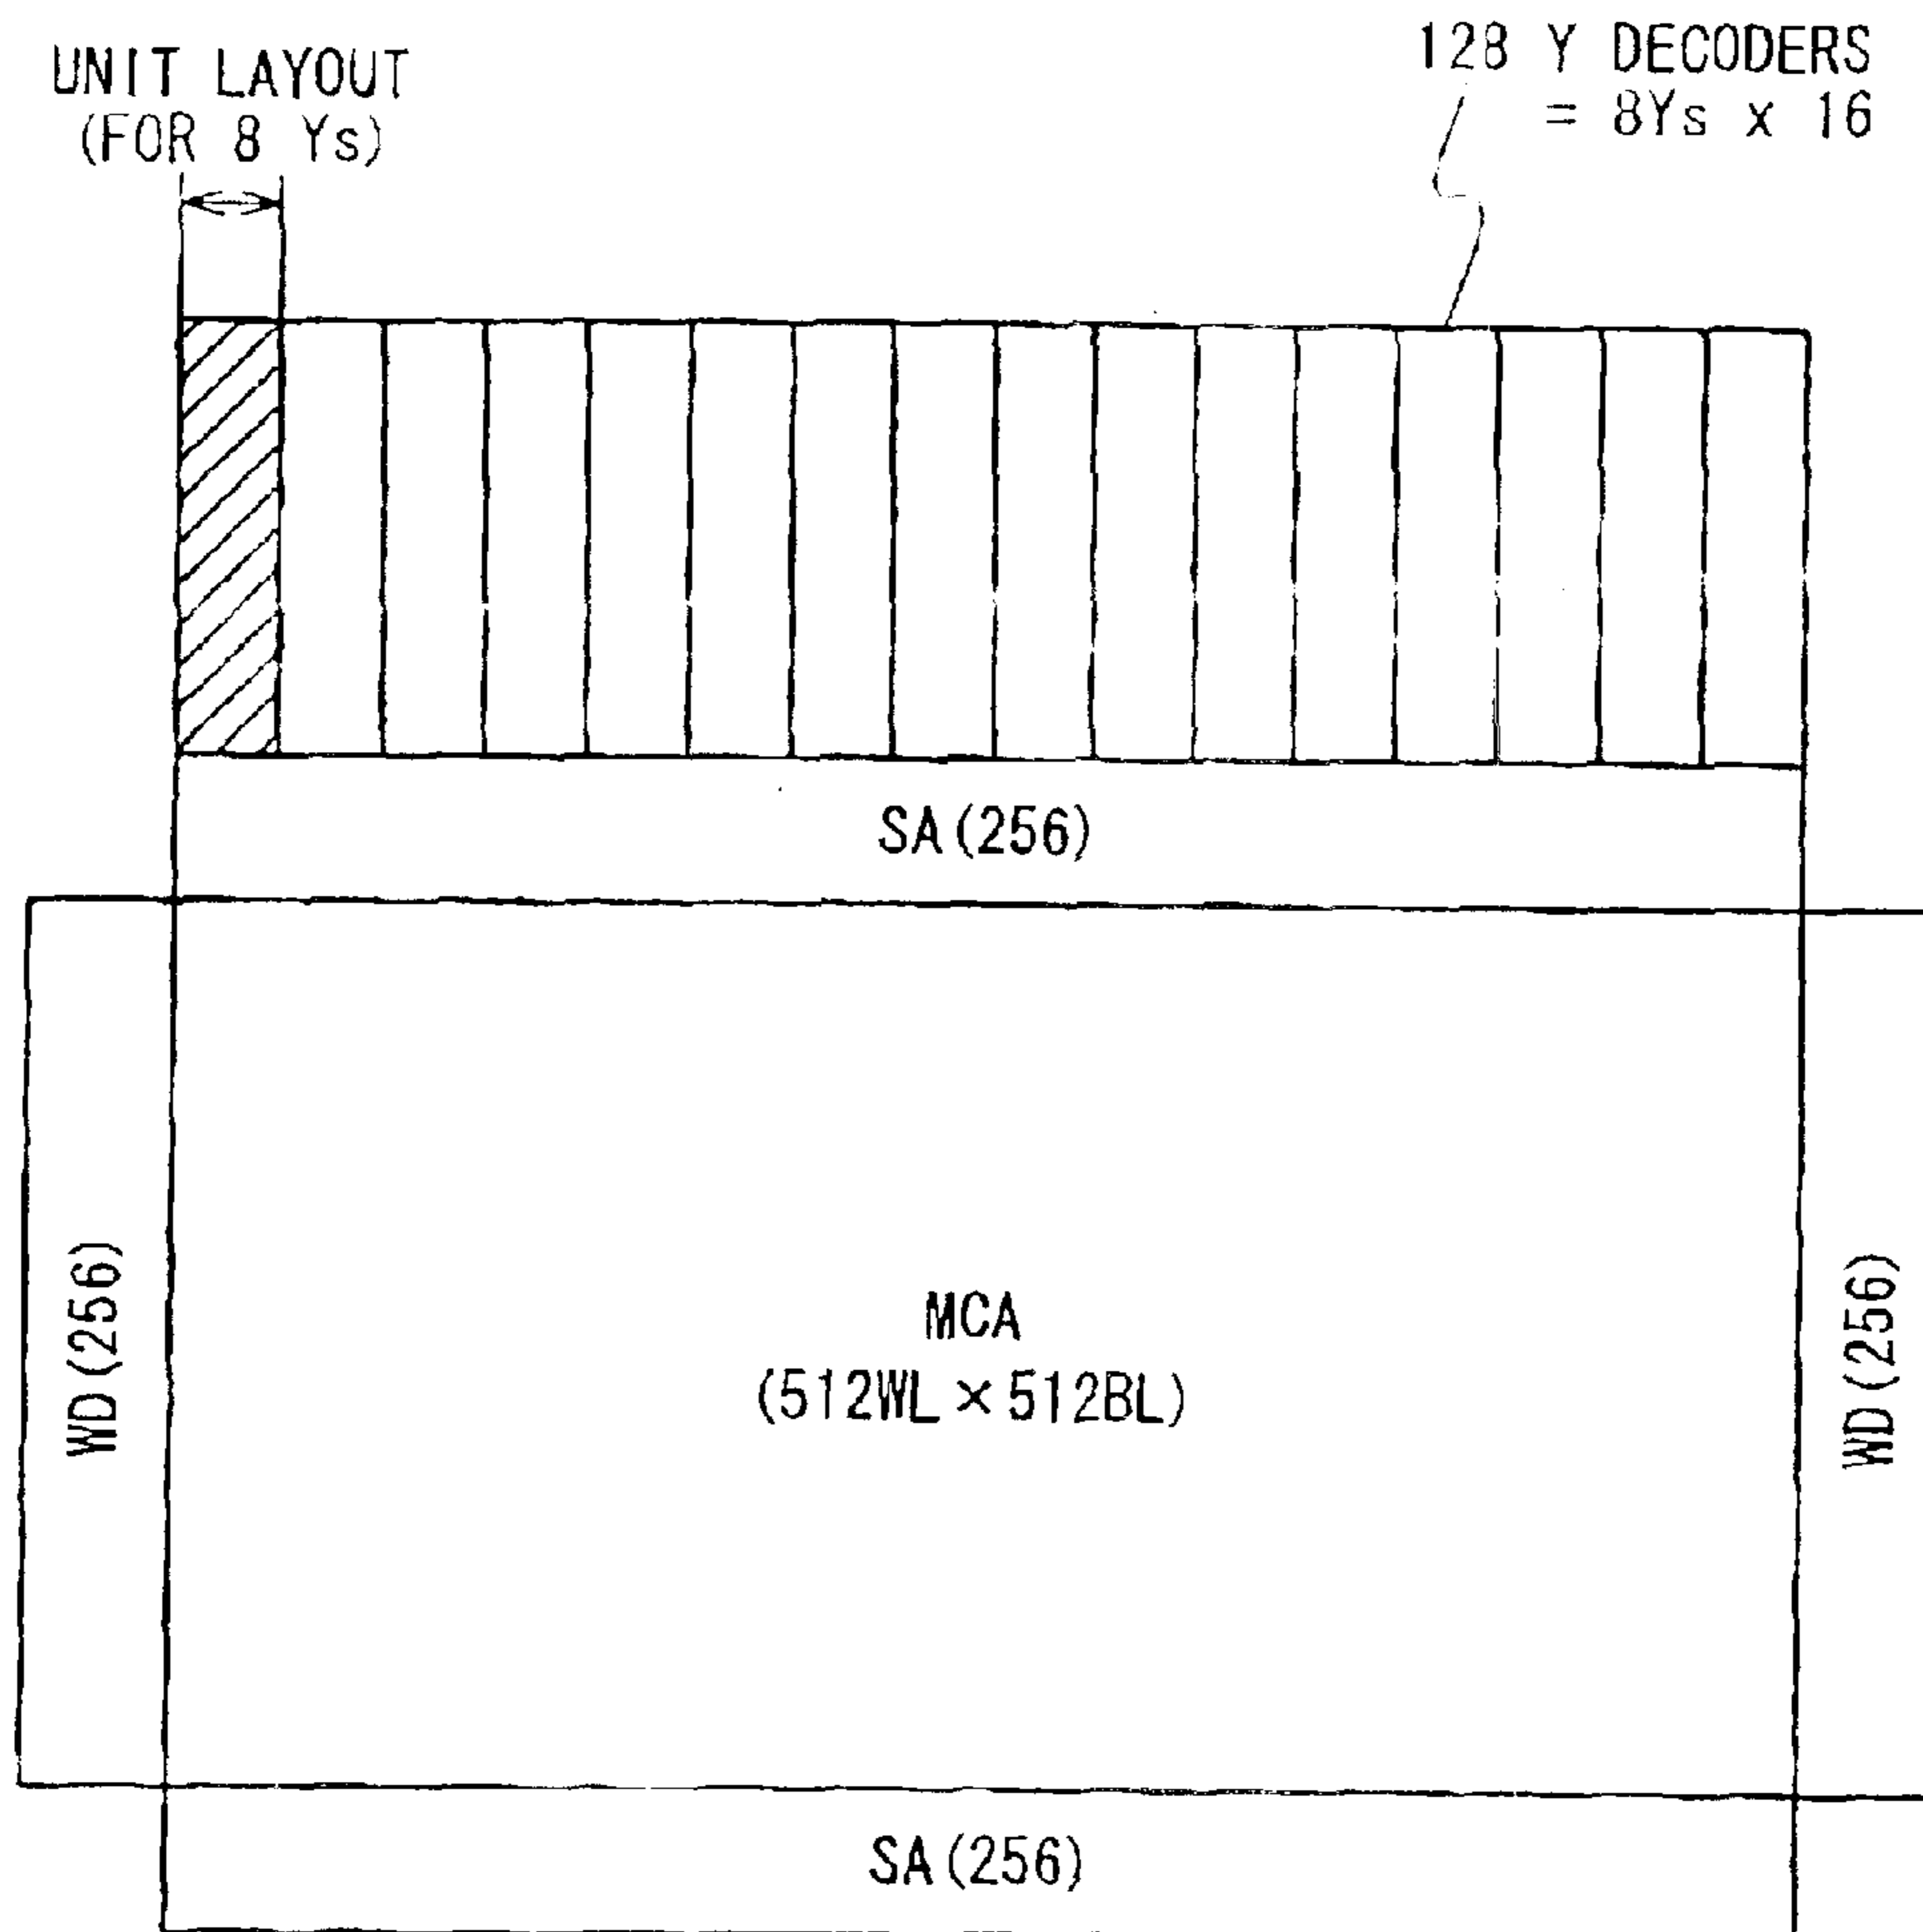 UNIT LAYOUT
(FOR 8 Ys)
128 Y DECODERS
= 8Ys x 16
SA(256)
WD(256)
MCA
(512WL×512BL)
WD(256)
SA(256)